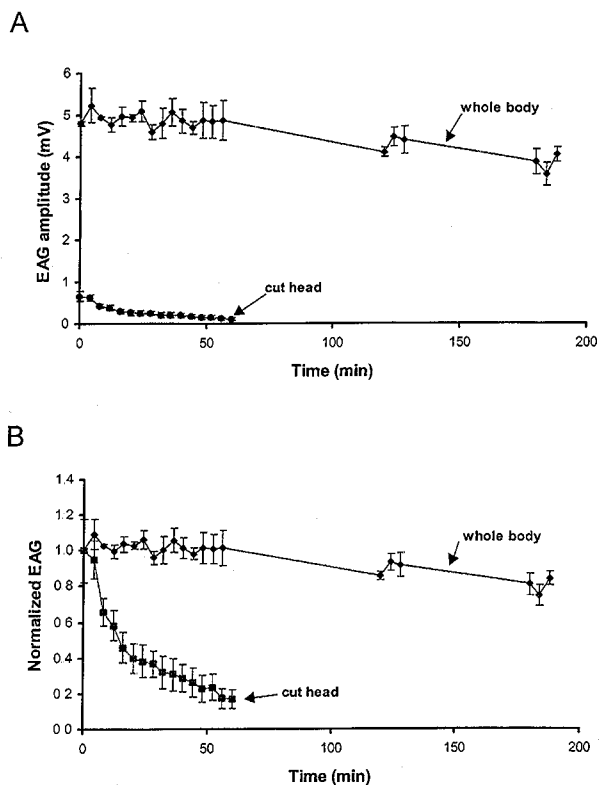 A
6
5
4
3
2
1
0
EAG amplitude (mV)
whole body
cut head
0 50 100 150 200
Time (min)
B
1.4
1.2
1.0
0.8
0.6
0.4
0.2
0.0
Normalized EAG
whole body
cut head
0 50 100 150 200
Time (min)